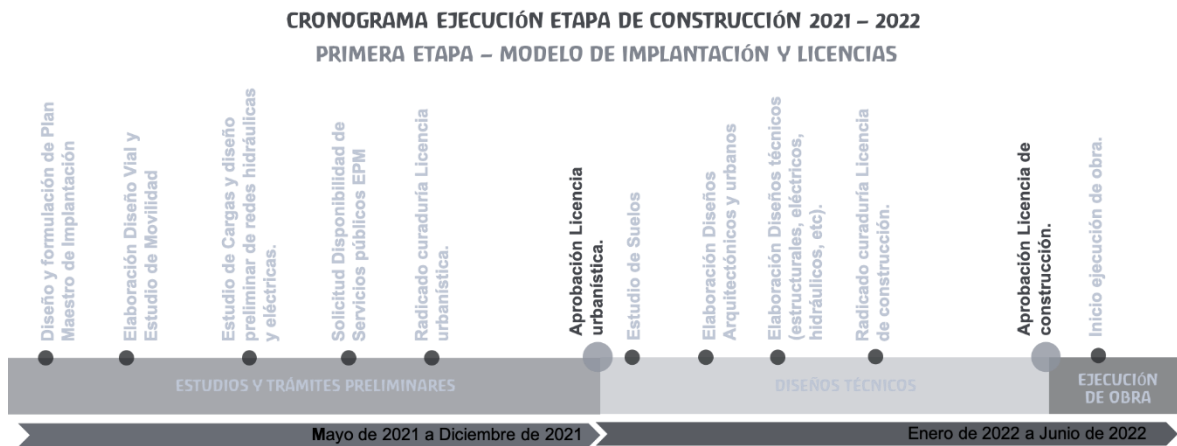 CRONOGRAMA EJECUCIÓN ETAPA DE CONSTRUCCIÓN 2021 – 2022
PRIMERA ETAPA – MODELO DE IMPLANTACIÓN Y LICENCIAS
Diseño y formulación de Plan
Maestro de Implantación
Elaboración Diseño Vial y
Estudio de Movilidad
Estudio de Cargas y diseño
preliminar de redes hidráulicas
y eléctricas.
Solicitud Disponibilidad de
Servicios públicos EPM
Radicado curaduría Licencia
urbanística.
Aprobación Licencia
urbanística.
Estudio de Suelos
Elaboración Diseños
Arquitectónicos y urbanos
Elaboración Diseños técnicos
(estructurales, eléctricos,
hidráulicos, etc).
Radicado curaduría Licencia
de construcción.
Aprobación Licencia de
construcción.
Inicio ejecución de obra.
ESTUDIOS Y TRÁMITES PRELIMINARES
DISEÑOS TÉCNICOS
EJECUCIÓN
DE OBRA
Mayo de 2021 a Diciembre de 2021
Enero de 2022 a Junio de 2022